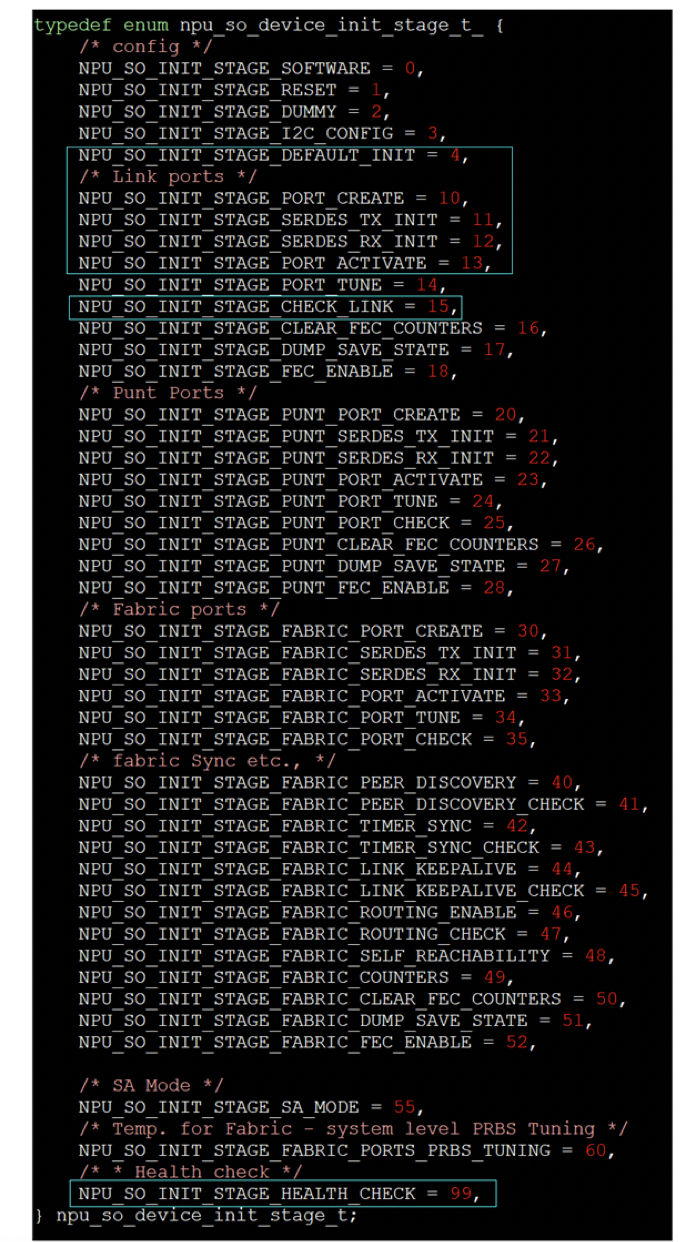 typedef enum npu_so_device_init_stage_t_ {
/* config */
NPU_SO_INIT_STAGE_SOFTWARE = 0,
NPU_SO_INIT_STAGE_RESET = 1,
NPU_SO_INIT_STAGE_DUMMY = 2,
NPU_SO_INIT_STAGE_I2C_CONFIG = 3,
NPU_SO_INIT_STAGE_DEFAULT_INIT = 4,
/* Link ports */
NPU_SO_INIT_STAGE_PORT_CREATE = 10,
NPU_SO_INIT_STAGE_SERDES_TX_INIT = 11,
NPU_SO_INIT_STAGE_SERDES_RX_INIT = 12,
NPU_SO_INIT_STAGE_PORT_ACTIVATE = 13,
NPU_SO_INIT_STAGE_PORT_TUNE = 14,
NPU_SO_INIT_STAGE_CHECK_LINK = 15,
NPU_SO_INIT_STAGE_CLEAR_FEC_COUNTERS = 16,
NPU_SO_INIT_STAGE_DUMP_SAVE_STATE = 17,
NPU_SO_INIT_STAGE_FEC_ENABLE = 18,
/* Punt Ports */
NPU_SO_INIT_STAGE_PUNT_PORT_CREATE = 20,
NPU_SO_INIT_STAGE_PUNT_SERDES_TX_INIT = 21,
NPU_SO_INIT_STAGE_PUNT_SERDES_RX_INIT = 22,
NPU_SO_INIT_STAGE_PUNT_PORT_ACTIVATE = 23,
NPU_SO_INIT_STAGE_PUNT_PORT_TUNE = 24,
NPU_SO_INIT_STAGE_PUNT_PORT_CHECK = 25,
NPU_SO_INIT_STAGE_PUNT_CLEAR_FEC_COUNTERS = 26,
NPU_SO_INIT_STAGE_PUNT_DUMP_SAVE_STATE = 27,
NPU_SO_INIT_STAGE_PUNT_FEC_ENABLE = 28,
/* Fabric ports */
NPU_SO_INIT_STAGE_FABRIC_PORT_CREATE = 30,
NPU_SO_INIT_STAGE_FABRIC_SERDES_TX_INIT = 31,
NPU_SO_INIT_STAGE_FABRIC_SERDES_RX_INIT = 32,
NPU_SO_INIT_STAGE_FABRIC_PORT_ACTIVATE = 33,
NPU_SO_INIT_STAGE_FABRIC_PORT_TUNE = 34,
NPU_SO_INIT_STAGE_FABRIC_PORT_CHECK = 35,
/* fabric Sync etc., */
NPU_SO_INIT_STAGE_FABRIC_PEER_DISCOVERY = 40,
NPU_SO_INIT_STAGE_FABRIC_PEER_DISCOVERY_CHECK = 41,
NPU_SO_INIT_STAGE_FABRIC_TIMER_SYNC = 42,
NPU_SO_INIT_STAGE_FABRIC_TIMER_SYNC_CHECK = 43,
NPU_SO_INIT_STAGE_FABRIC_LINK_KEEPALIVE = 44,
NPU_SO_INIT_STAGE_FABRIC_LINK_KEEPALIVE_CHECK = 45,
NPU_SO_INIT_STAGE_FABRIC_ROUTING_ENABLE = 46,
NPU_SO_INIT_STAGE_FABRIC_ROUTING_CHECK = 47,
NPU_SO_INIT_STAGE_FABRIC_SELF_REACHABILITY = 48,
NPU_SO_INIT_STAGE_FABRIC_COUNTERS = 49,
NPU_SO_INIT_STAGE_FABRIC_CLEAR_FEC_COUNTERS = 50,
NPU_SO_INIT_STAGE_FABRIC_DUMP_SAVE_STATE = 51,
NPU_SO_INIT_STAGE_FABRIC_FEC_ENABLE = 52,
/* SA Mode */
NPU_SO_INIT_STAGE_SA_MODE = 55,
/* Temp. for Fabric - system level PRBS Tuning */
NPU_SO_INIT_STAGE_FABRIC_PORTS_PRBS_TUNING = 60,
/* * Health check */
NPU_SO_INIT_STAGE_HEALTH_CHECK = 99,
} npu_so_device_init_stage_t;